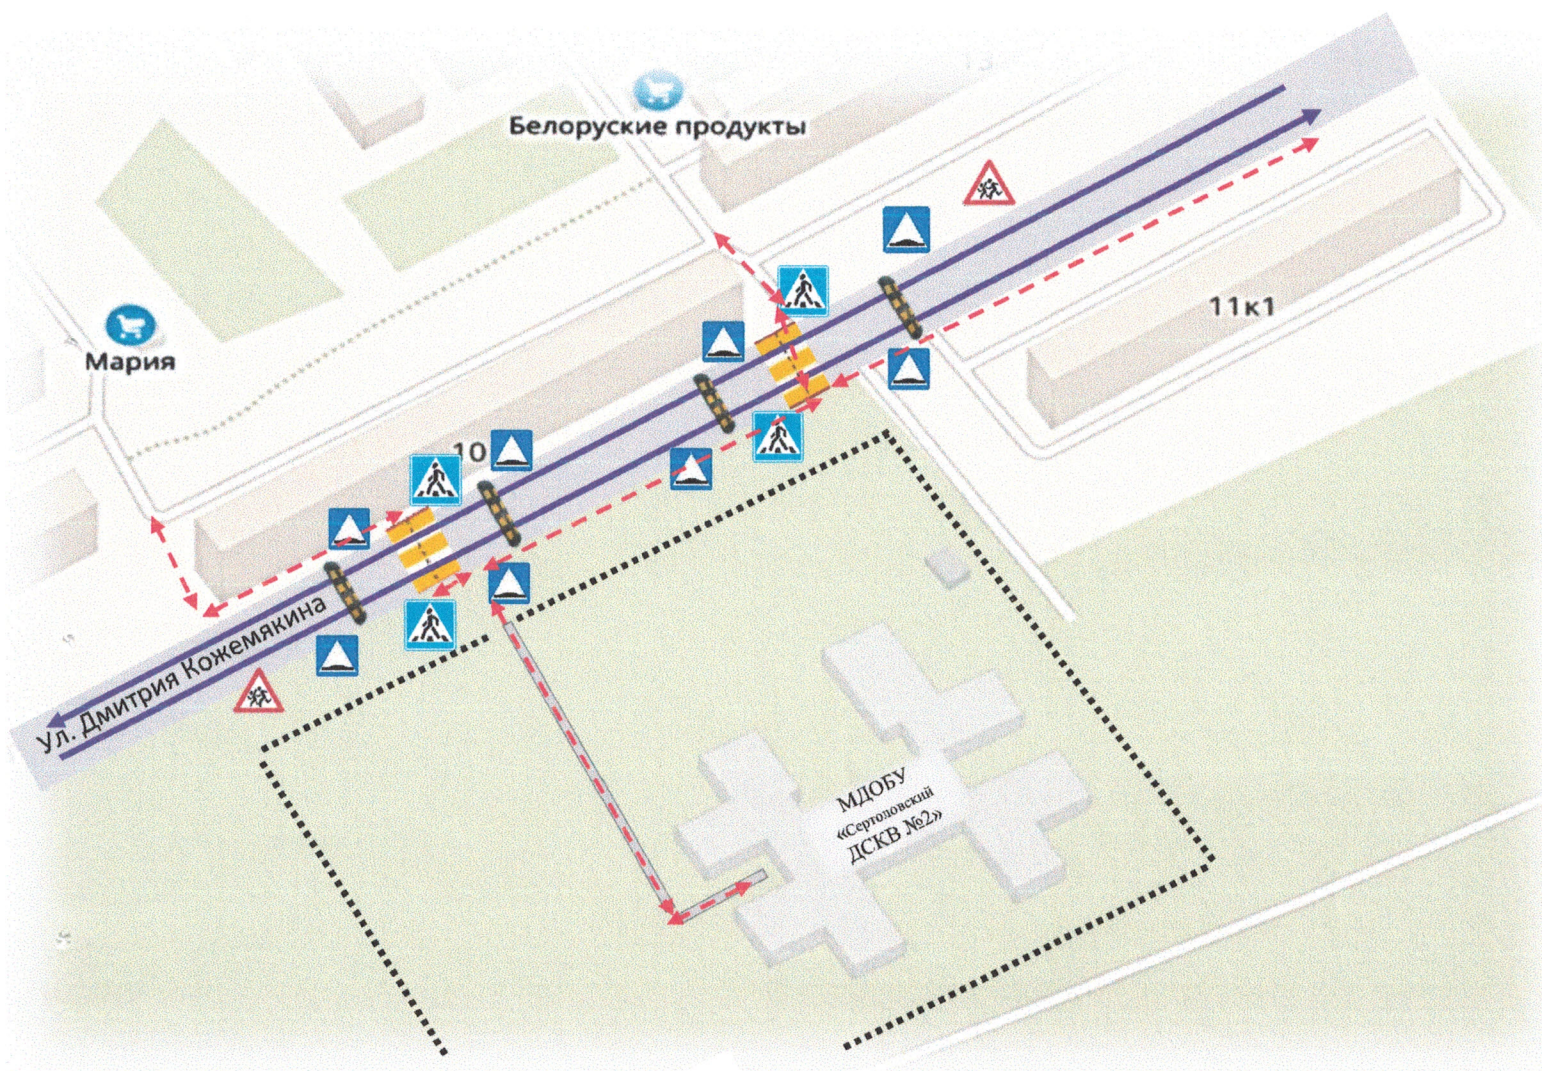 Белоруские продукты
Мария
11к1
10
Ул. Дмитрия Кожемякина
МДОБУ
«Сертоловский
ДСКВ №2»